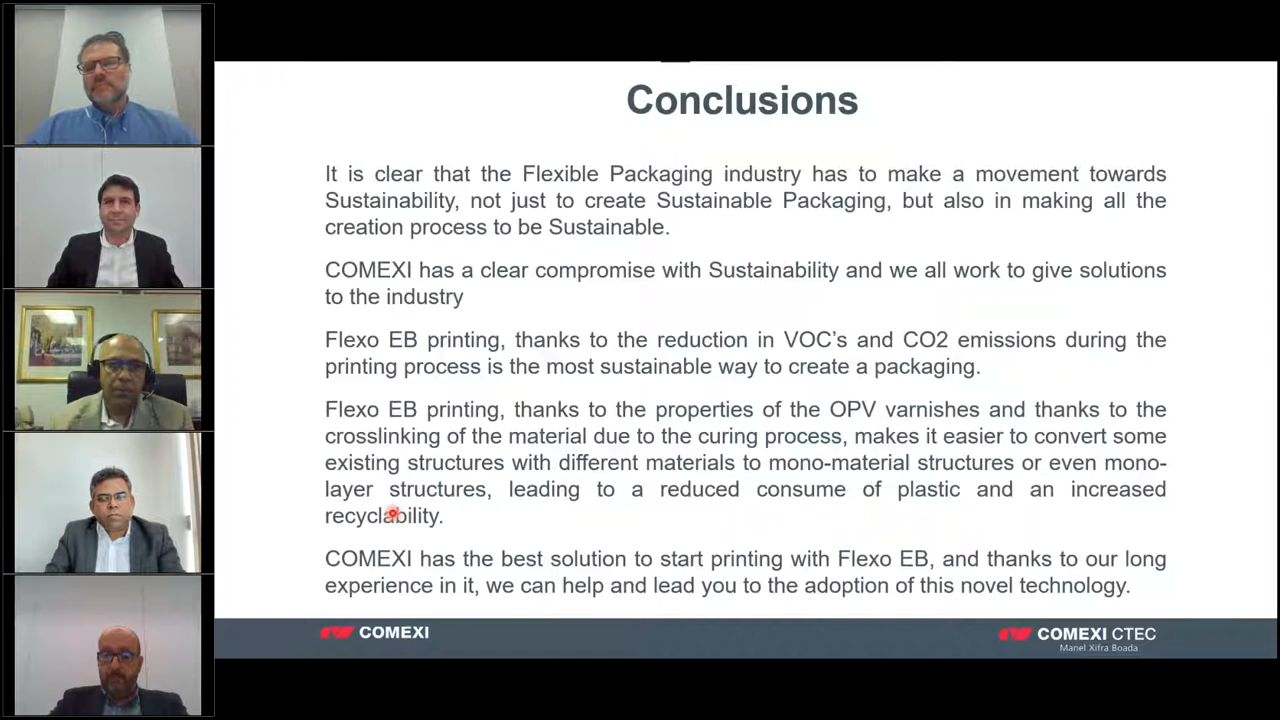 Conclusions
It is clear that the Flexible Packaging industry has to make a movement towards
Sustainability, not just to create Sustainable Packaging, but also in making all the
creation process to be Sustainable.
COMEXI has a clear compromise with Sustainability and we all work to give solutions
to the industry
Flexo EB printing, thanks to the reduction in VOC's and CO2 emissions during the
printing process is the most sustainable way to create a packaging.
Flexo EB printing, thanks to the properties of the OPV varnishes and thanks to the
crosslinking of the material due to the curing process, makes it easier to convert some
existing structures with different materials to mono-material structures or even mono-
layer structures, leading to a reduced consume of plastic and an increased
recyclability.
COMEXI has the best solution to start printing with Flexo EB, and thanks to our long
experience in it, we can help and lead you to the adoption of this novel technology.
COMEXI
COMEXI CTEC
Manel Xifra Boada